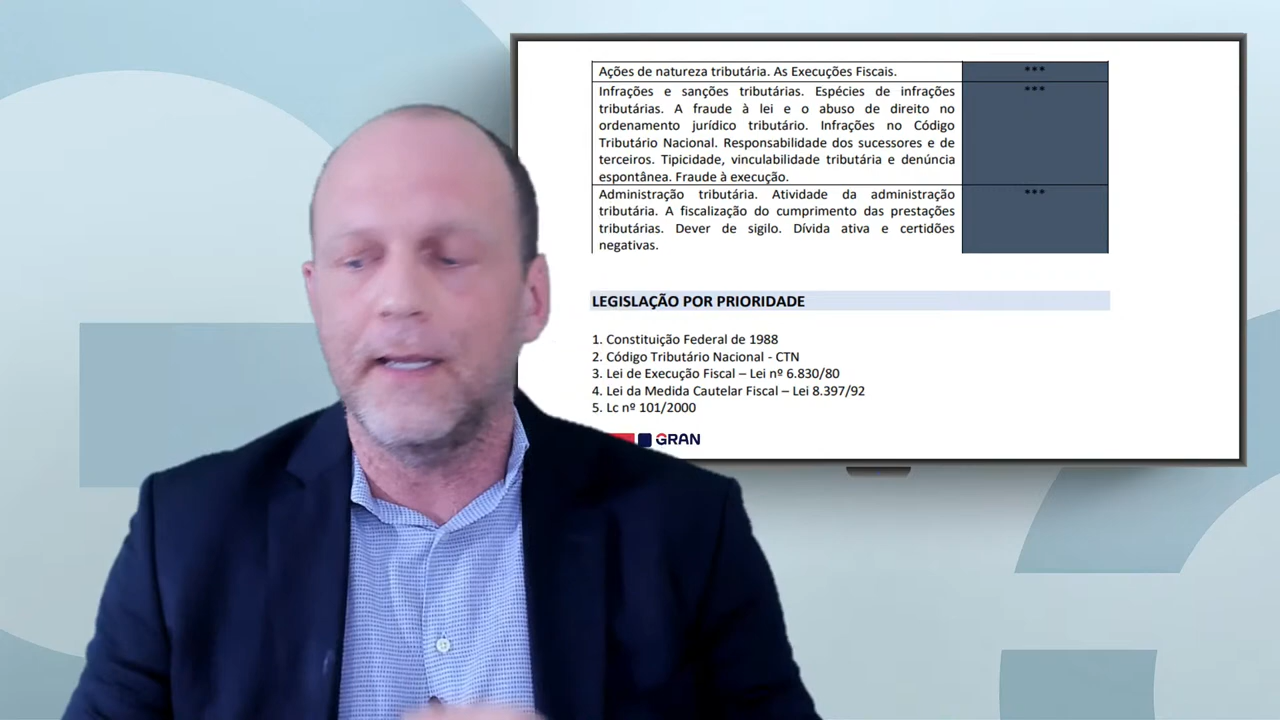 Ações de natureza tributária. As Execuções Fiscais.
***
Infrações e sanções tributárias. Espécies de infrações
***
tributárias. A fraude à lei e o abuso de direito no
ordenamento jurídico tributário. Infrações no Código
Tributário Nacional. Responsabilidade dos sucessores e de
terceiros. Tipicidade, vinculabilidade tributária e denúncia
espontânea. Fraude à execução.
Administração tributária. Atividade da administração
***
tributária. A fiscalização do cumprimento das prestações
tributárias. Dever de sigilo. Dívida ativa e certidões
negativas.
LEGISLAÇÃO POR PRIORIDADE
1. Constituição Federal de 1988
2. Código Tributário Nacional - CTN
3. Lei de Execução Fiscal – Lei nº 6.830/80
4. Lei da Medida Cautelar Fiscal – Lei 8.397/92
5. Lc nº 101/2000
GRAN